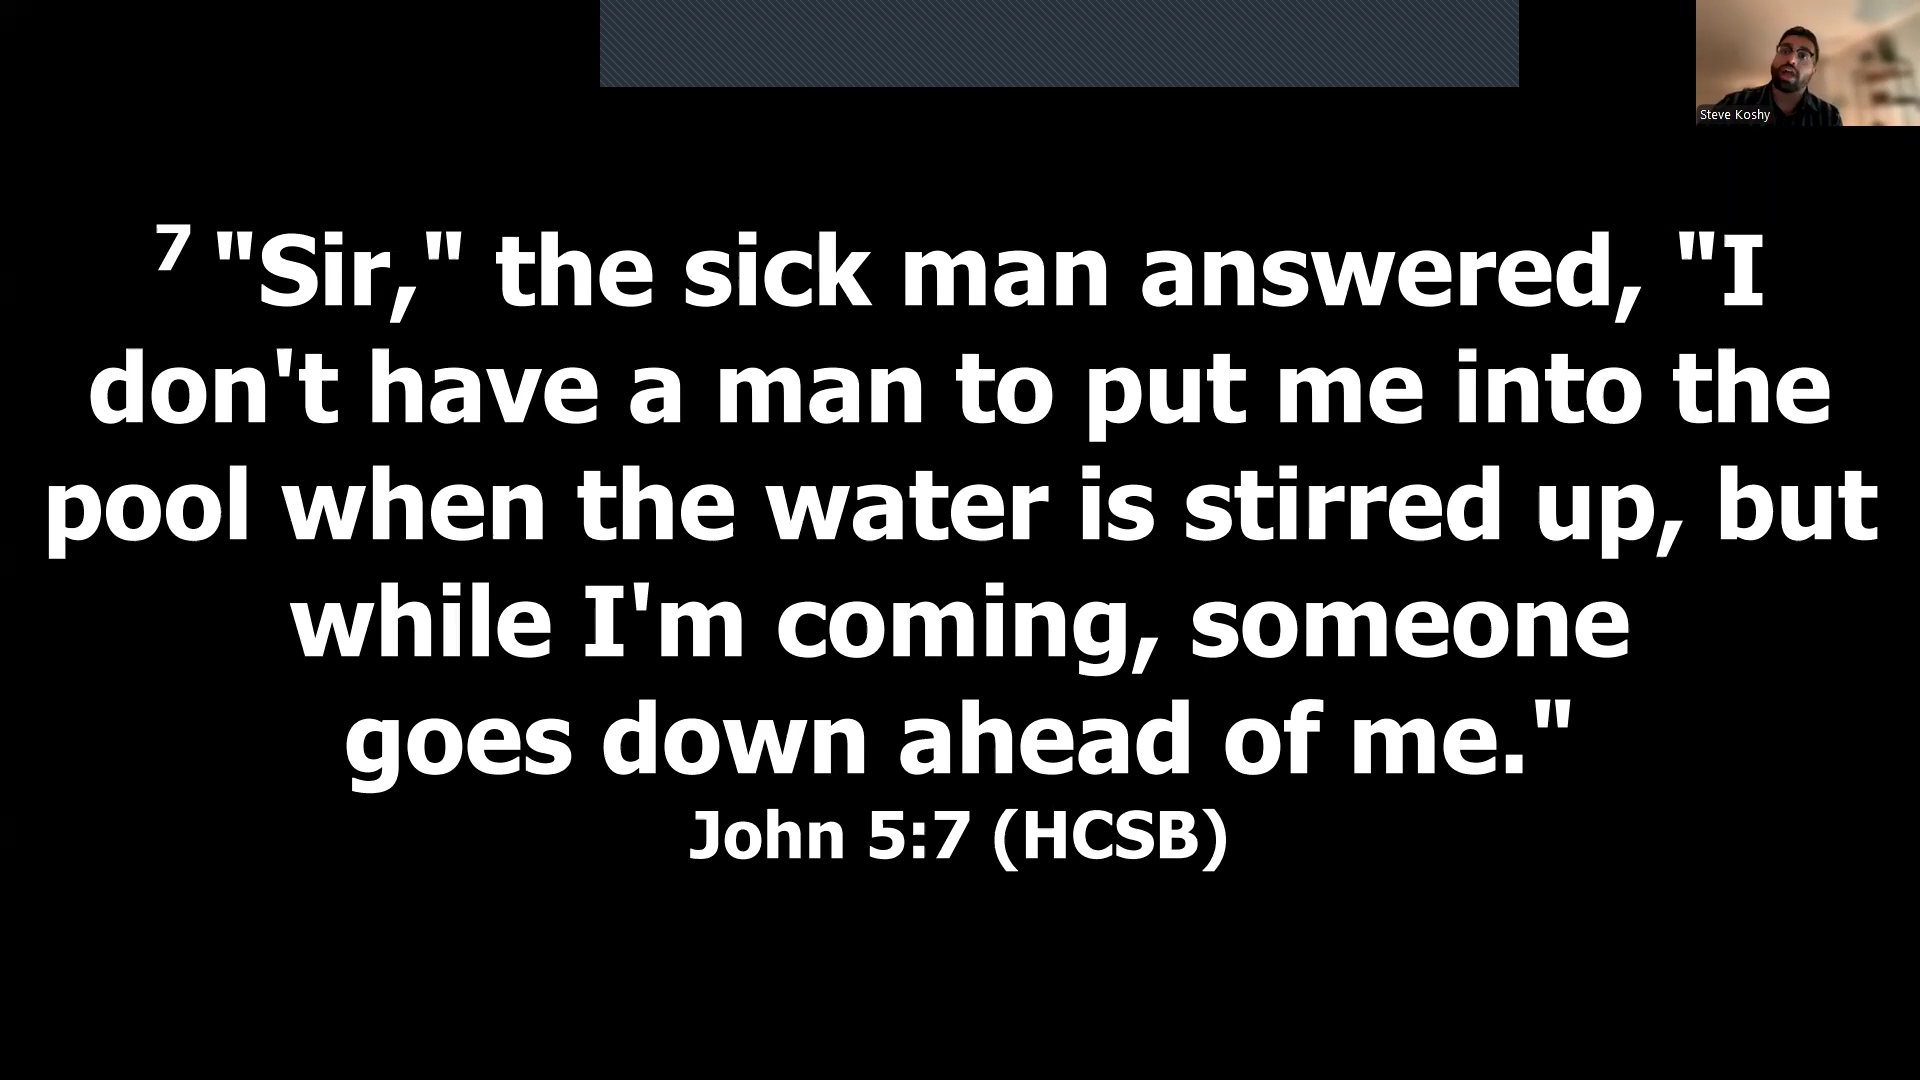 Steve Koshy
7 "Sir," the sick man answered, "I
don't have a man to put me into the
pool when the water is stirred up, but
while I'm coming, someone
goes down ahead of me."
John 5:7 (HCSB)